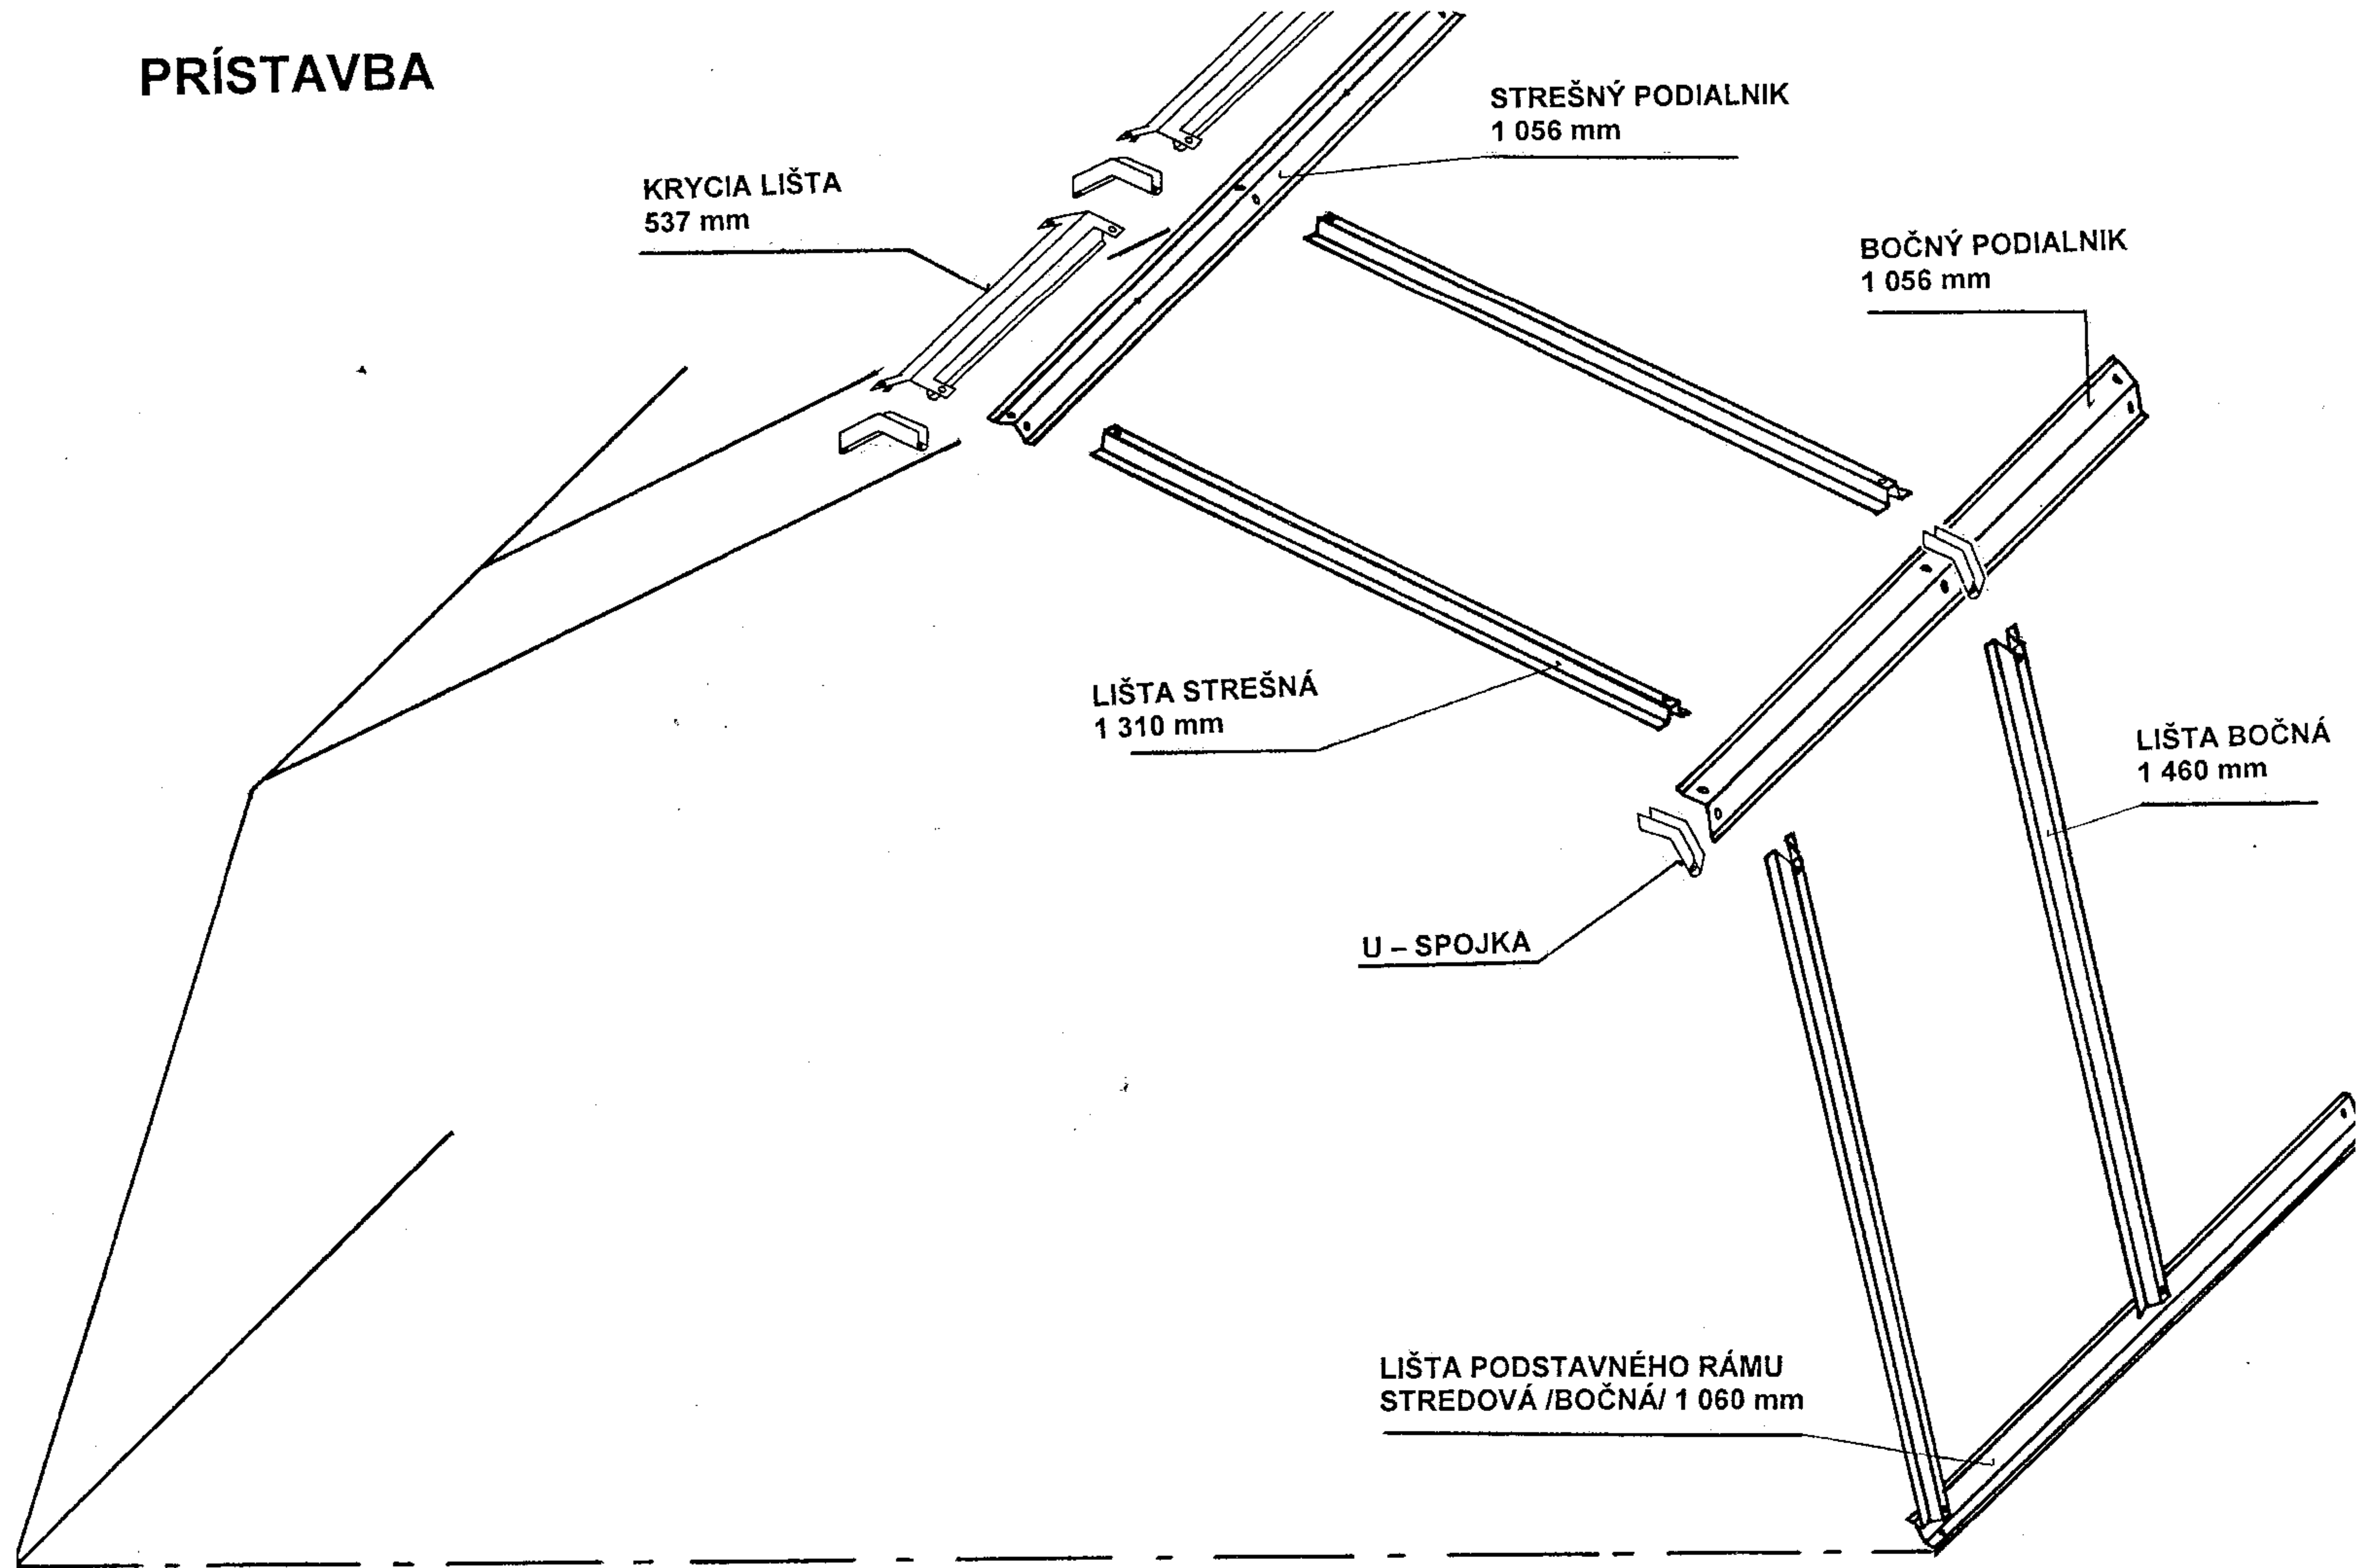 PRÍSTAVBA
STREŠNÝ PODIALNIK
1 056 mm
KRYCIA LIŠTA
537 mm
BOČNÝ PODIALNIK
1 056 mm
LIŠTA STREŠNÁ
1 310 mm
LIŠTA BOČNÁ
1 460 mm
U – SPOJKA
LIŠTA PODSTAVNÉHO RÁMU
STREDOVÁ /BOČNÁ/ 1 060 mm